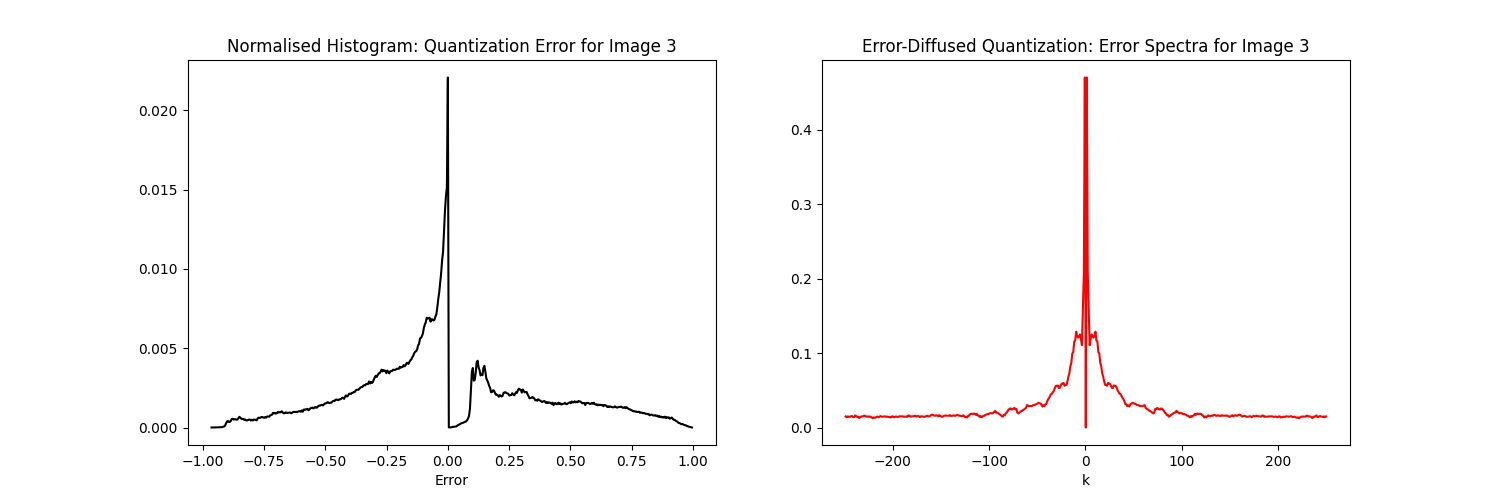 Normalised Histogram: Quantization Error for Image 3
0.020
0.015
0.010
0.005
0.000
−1.00 −0.75 −0.50 −0.25 0.00 0.25 0.50 0.75 1.00
Error
Error-Diffused Quantization: Error Spectra for Image 3
0.4
0.3
0.2
0.1
0.0
−200 −100 0 100 200
k